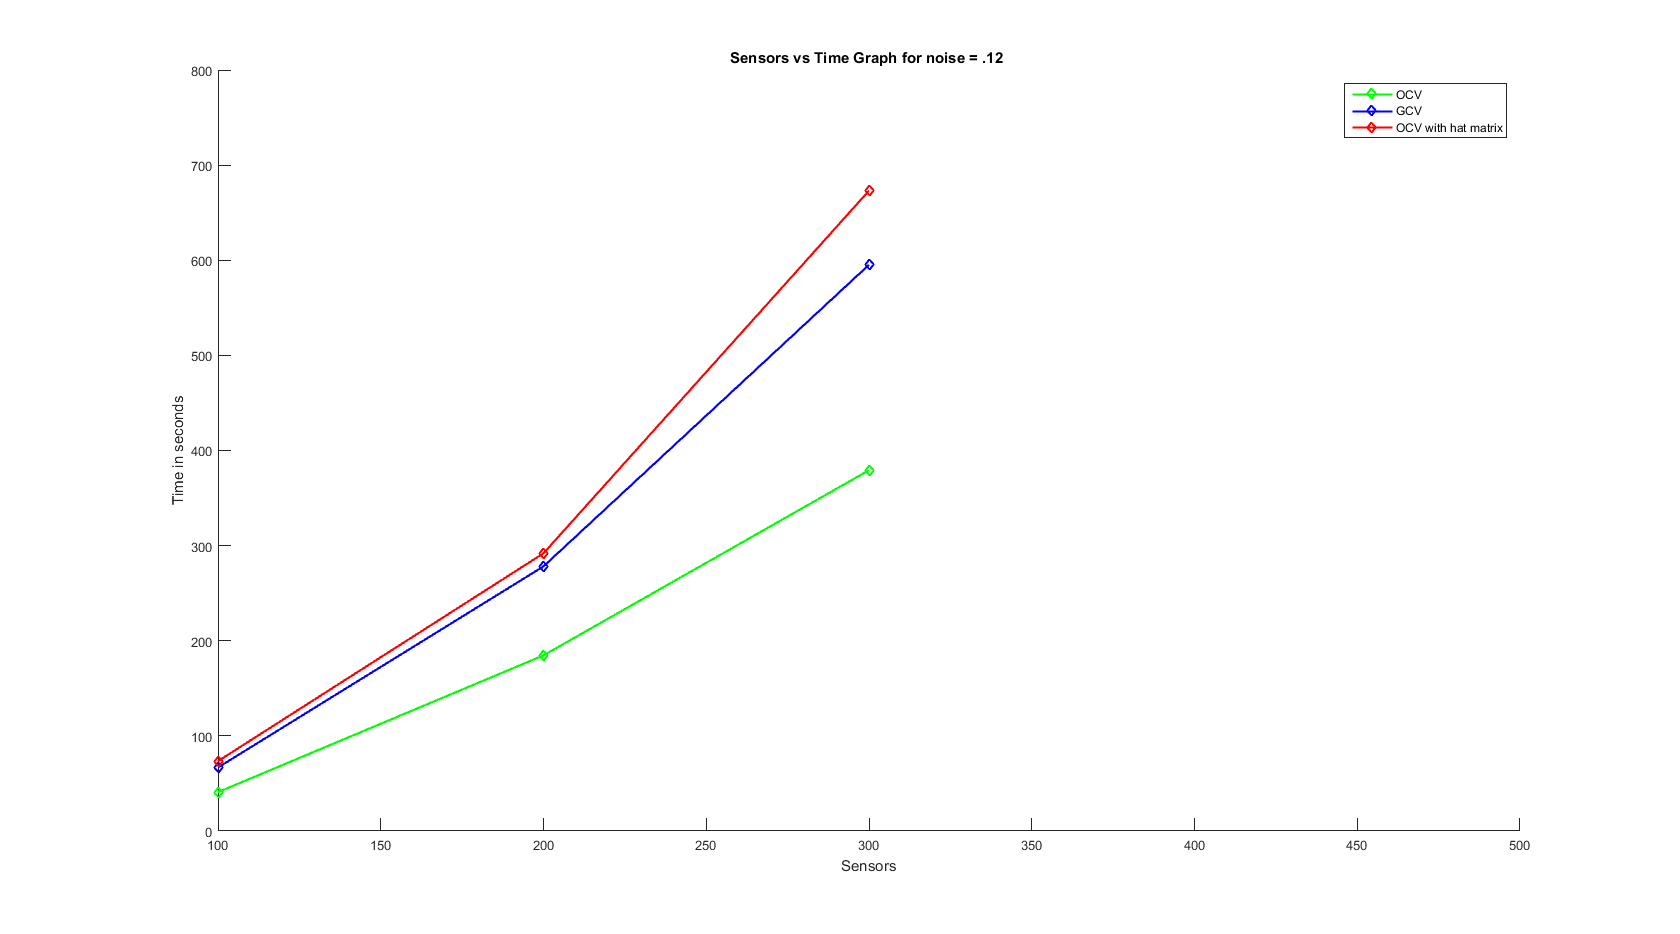 Sensors vs Time Graph for noise = .12
OCV
GCV
OCV with hat matrix
Time in seconds
800
700
600
500
400
300
200
100
0
100 150 200 250 300 350 400 450 500
Sensors